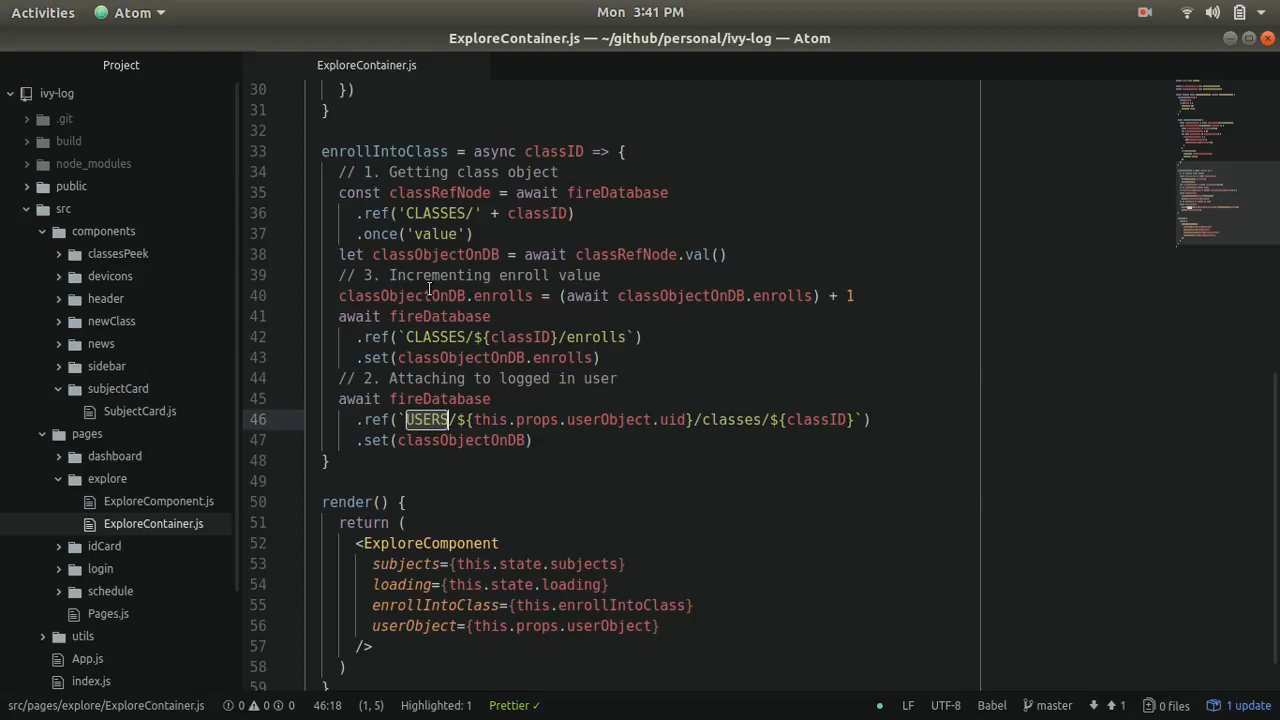 Activities Atom Mon 3:41 PM
ExploreContainer.js — ~/github/personal/ivy-log — Atom
Project
ivy-log
.git
build
node_modules
public
src
components
classesPeek
devicons
header
newClass
news
sidebar
subjectCard
SubjectCard.js
pages
dashboard
explore
ExploreComponent.js
ExploreContainer.js
idCard
login
schedule
Pages.js
utils
App.js
index.js
ExploreContainer.js
30 })
31 }
32
33 enrollIntoClass = async classID => {
34 // 1. Getting class object
35 const classRefNode = await fireDatabase
36 .ref('CLASSES/' + classID)
37 .once('value')
38 let classObjectOnDB = await classRefNode.val()
39 // 3. Incrementing enroll value
40 classObjectOnDB.enrolls = (await classObjectOnDB.enrolls) + 1
41 await fireDatabase
42 .ref(`CLASSES/${classID}/enrolls`)
43 .set(classObjectOnDB.enrolls)
44 // 2. Attaching to logged in user
45 await fireDatabase
46 .ref(`USERS/${this.props.userObject.uid}/classes/${classID}`)
47 .set(classObjectOnDB)
48 }
49
50 render() {
51 return (
52 <ExploreComponent
53 subjects={this.state.subjects}
54 loading={this.state.loading}
55 enrollIntoClass={this.enrollIntoClass}
56 userObject={this.props.userObject}
57 />
58 )
59 }
src/pages/explore/ExploreContainer.js 0 0 0 46:18 (1, 5) Highlighted: 1 Prettier ✓ LF UTF-8 Babel master 1 0 files 1 update